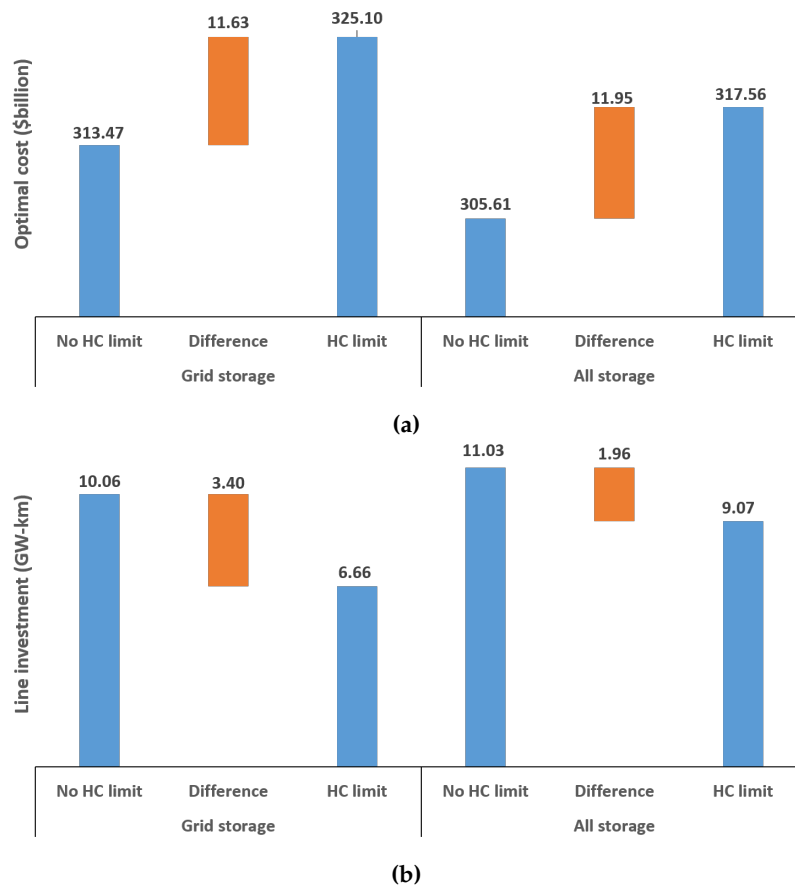 Optimal cost ($billion)
313.47
11.63
325.10
305.61
11.95
317.56
No HC limit
Difference
HC limit
No HC limit
Difference
HC limit
Grid storage
All storage
(a)
Line investment (GW-km)
10.06
3.40
6.66
11.03
1.96
9.07
No HC limit
Difference
HC limit
No HC limit
Difference
HC limit
Grid storage
All storage
(b)